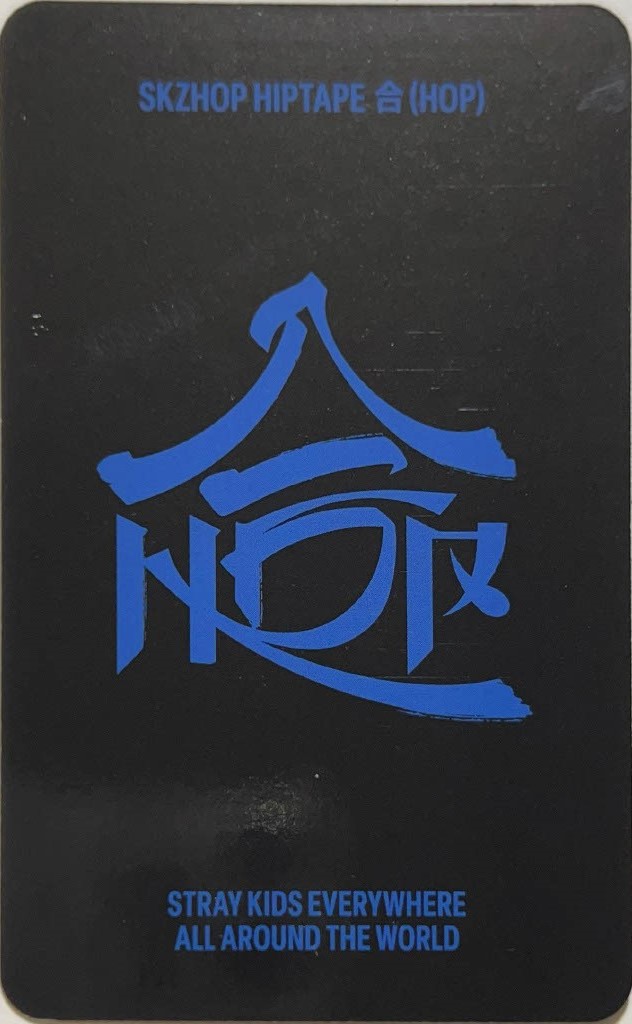 SKZHOP HIPTAPE 合 (HOP)
合
HOP
STRAY KIDS EVERYWHERE
ALL AROUND THE WORLD